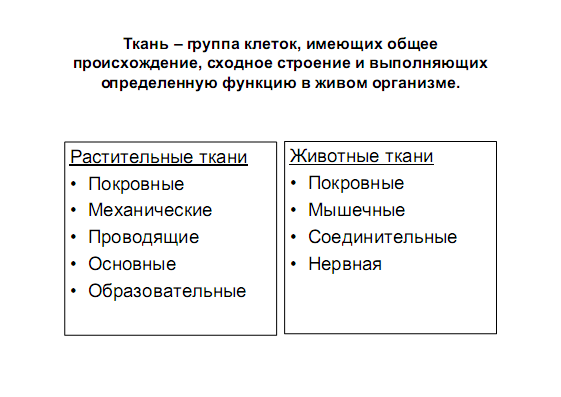 Ткань – группа клеток, имеющих общее
происхождение, сходное строение и выполняющих
определенную функцию в живом организме.
Растительные ткани
• Покровные
• Механические
• Проводящие
• Основные
• Образовательные
Животные ткани
• Покровные
• Мышечные
• Соединительные
• Нервная